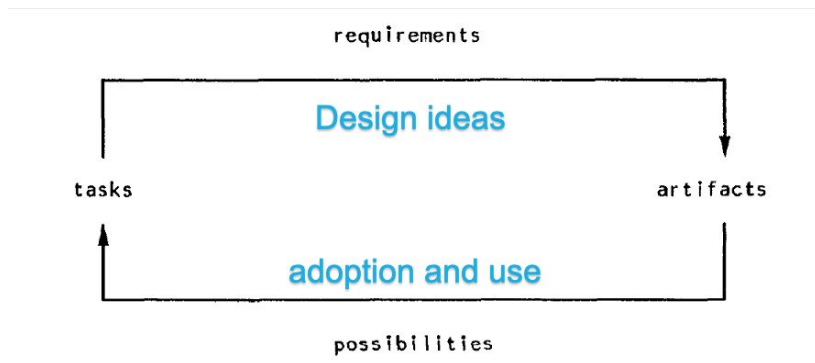 requirements
Design ideas
tasks
artifacts
adoption and use
possibilities